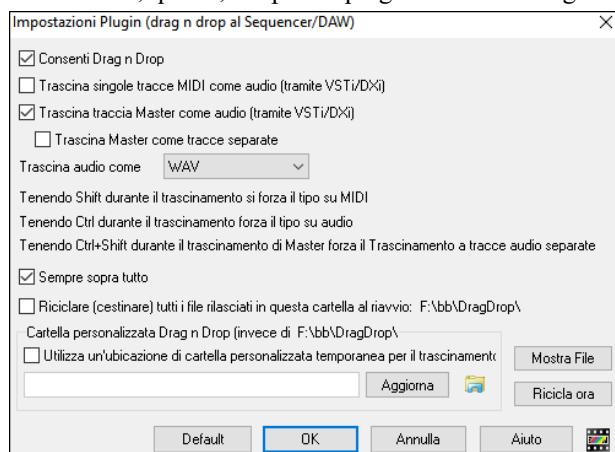 Impostazioni Plugin (drag n drop al Sequencer/DAW)
Consenti Drag n Drop
Trascina singole tracce MIDI come audio (tramite VSTi/DXi)
Trascina traccia Master come audio (tramite VSTi/DXi)
Trascina Master come tracce separate
Trascina audio come WAV
Tenendo Shift durante il trascinamento si forza il tipo su MIDI
Tenendo Ctrl durante il trascinamento forza il tipo su audio
Tenendo Ctrl+Shift durante il trascinamento di Master forza il Trascinamento a tracce audio separate
Sempre sopra tutto
Riciclare (cestinare) tutti i file rilasciati in questa cartella al riavvio: F:\bb\DragDrop\
Cartella personalizzata Drag n Drop (invece di F:\bb\DragDrop\
Utilizza un'ubicazione di cartella personalizzata temporanea per il trascinamento
Mostra File
Aggiorna
Ricicla ora
Default OK Annulla Aiuto